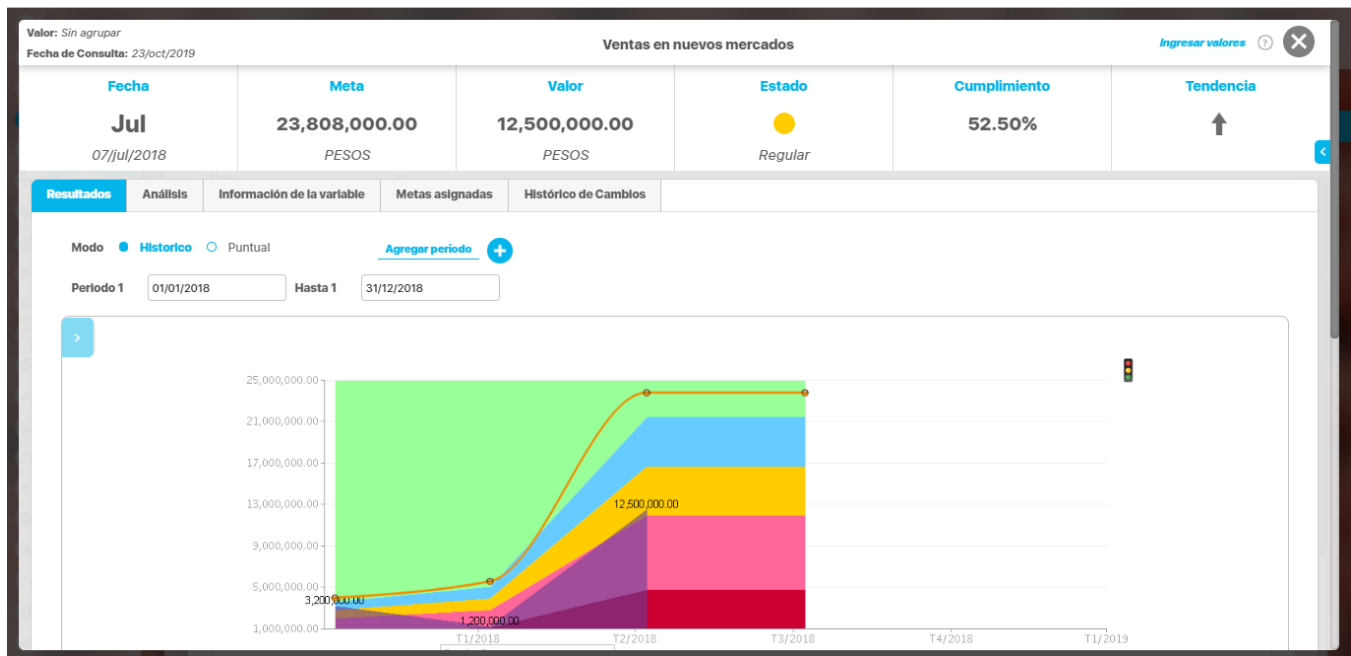 Valor: Sin agrupar
Fecha de Consulta: 23/oct/2019
Ventas en nuevos mercados
Ingresar valores ?
Fecha Meta Valor Estado Cumplimiento Tendencia
Jul 23,808,000.00 12,500,000.00 52.50%
07/jul/2018 PESOS PESOS Regular
Resultados Análisis Información de la variable Metas asignadas Histórico de Cambios
Modo Historico Puntual Agregar periodo
Periodo 1 01/01/2018 Hasta 1 31/12/2018
25,000,000.00
21,000,000.00
17,000,000.00
13,000,000.00
12,500,000.00
9,000,000.00
5,000,000.00
3,200,000.00
1,200,000.00
1,000,000.00
T1/2018 T2/2018 T3/2018 T4/2018 T1/2019